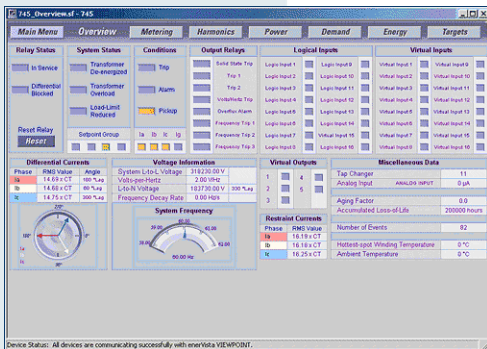 745_Overview.sf - 745
Main Menu Overview Metering Harmonics Power Demand Energy Targets
Relay Status System Status Conditions Output Relays Logical Inputs Virtual Inputs
In Service Transformer De-energized Trip Solid State Trip Logic Input 1 Logic Input 9 Virtual Input 1 Virtual Input 9
Trip 1 Logic Input 2 Logic Input 10 Virtual Input 2 Virtual Input 10
Differential Blocked Transformer Overload Alarm Trip 2 Logic Input 3 Logic Input 11 Virtual Input 3 Virtual Input 11
Volts/Hertz Trip Logic Input 4 Logic Input 12 Virtual Input 4 Virtual Input 12
Load-Limit Reduced Pickup Overflux Alarm Logic Input 5 Logic Input 13 Virtual Input 5 Virtual Input 13
Frequency Trip 1 Logic Input 6 Logic Input 14 Virtual Input 6 Virtual Input 14
Reset Relay Setpoint Group Ia Ib Ic Ig Frequency Trip 2 Logic Input 7 Virtual Input 15
Reset Frequency Trip 3 Logic Input 8 Logic Input 16 Virtual Input 8 Virtual Input 16
Differential Currents Voltage Information Virtual Outputs Miscellaneous Data
Phase RMS Value Angle System L-to-L Voltage 318230.00 V 1 4 Tap Changer 11
Ia 14.69 x CT Volts-per-Hertz 2.00 V/Hz 2 5 Analog Input ANALOG INPUT 0 µA
Ib 14.68 x CT L-to-N Voltage 183730.00 V 3
Ic 14.75 x CT Frequency Decay Rate 0.00 Hz/s Aging Factor 0.0
System Frequency Restraint Currents Accumulated Loss-of-Life 200000 hours
Phase RMS Value Number of Events 82
Ia 16.19 x CT
Ib 16.18 x CT Hottest-spot Winding Temperature 0 °C
60.00 Hz Ic 16.25 x CT Ambient Temperature 0 °C
Device Status: All devices are communicating successfully with enerVista VIEWPOINT.